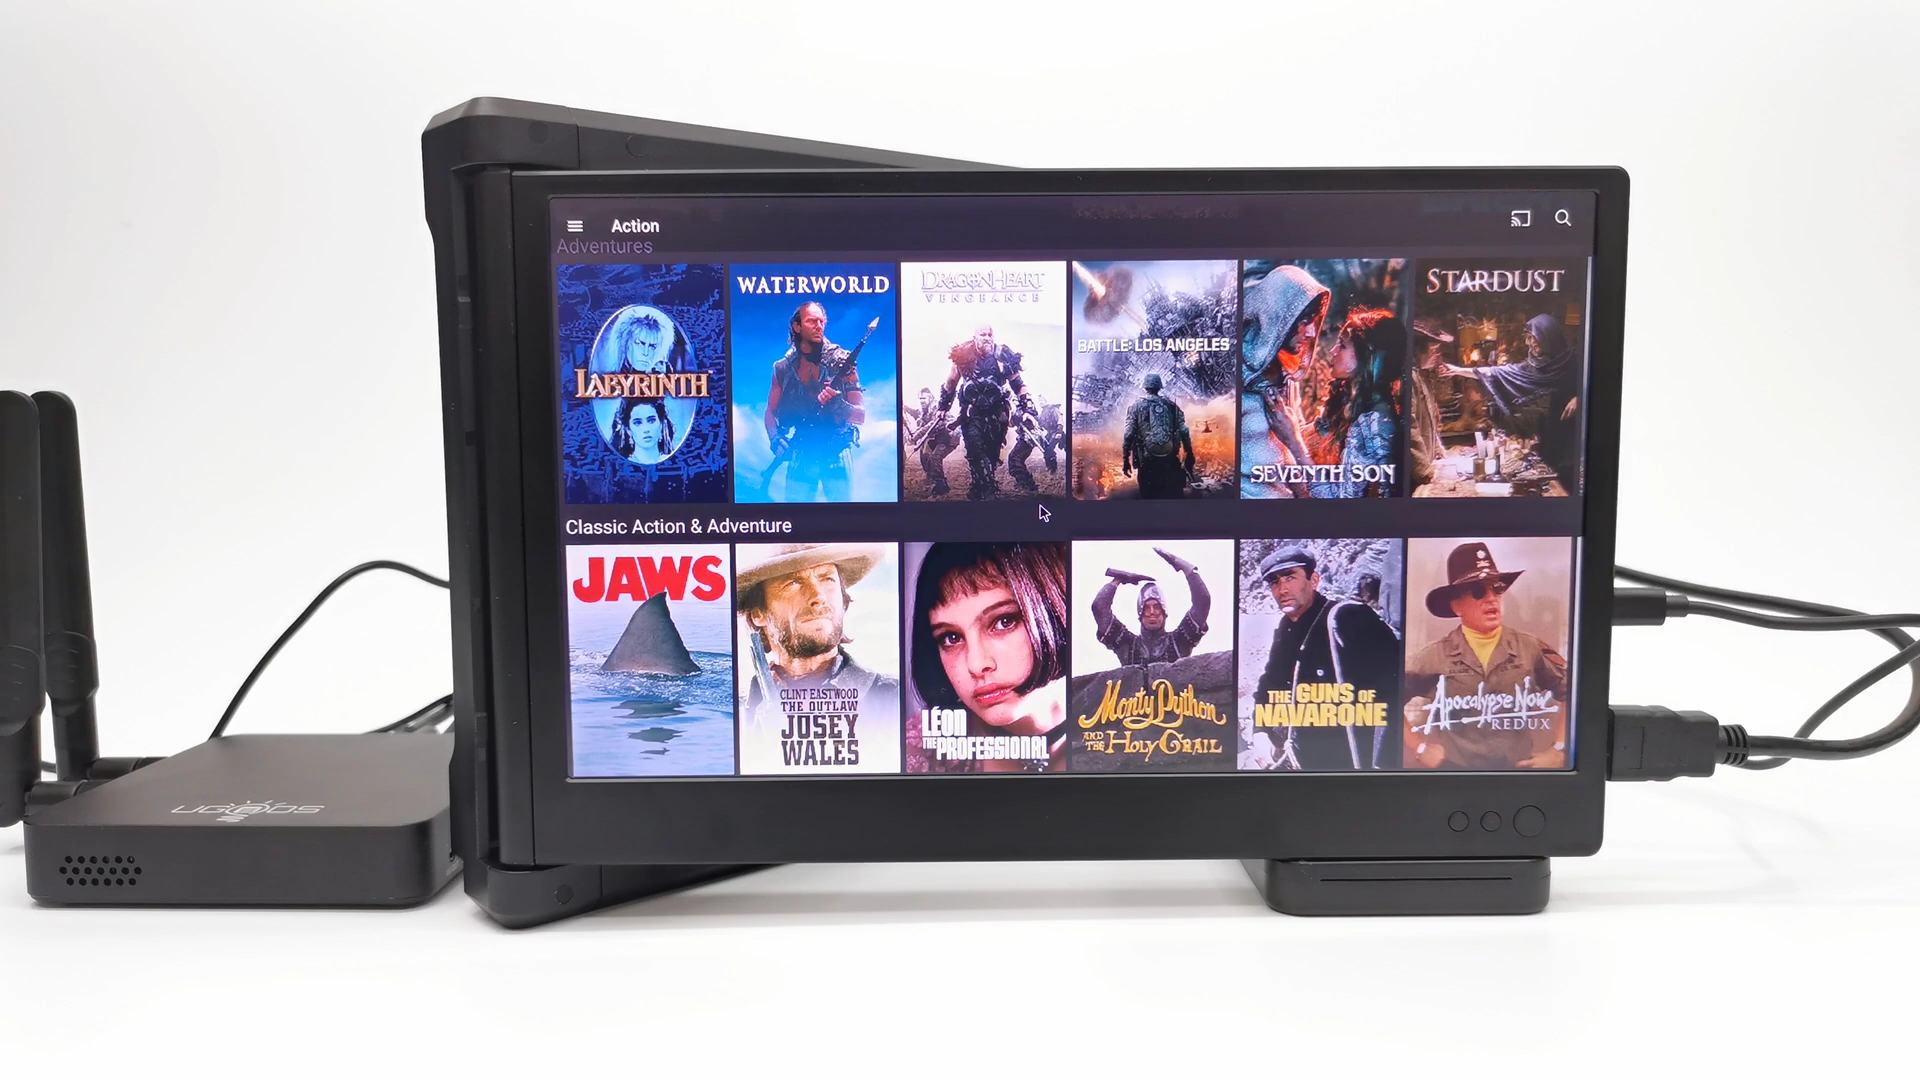 Action
Adventures
LABYRINTH
WATERWORLD
DRAGONHEART
VENGEANCE
BATTLE: LOS ANGELES
SEVENTH SON
STARDUST
Classic Action & Adventure
JAWS
CLINT EASTWOOD
THE OUTLAW
JOSEY
WALES
LÉON
THE PROFESSIONAL
Monty Python
AND THE HOLY GRAIL
THE GUNS OF
NAVARONE
Apocalypse Now
REDUX
UGOOS